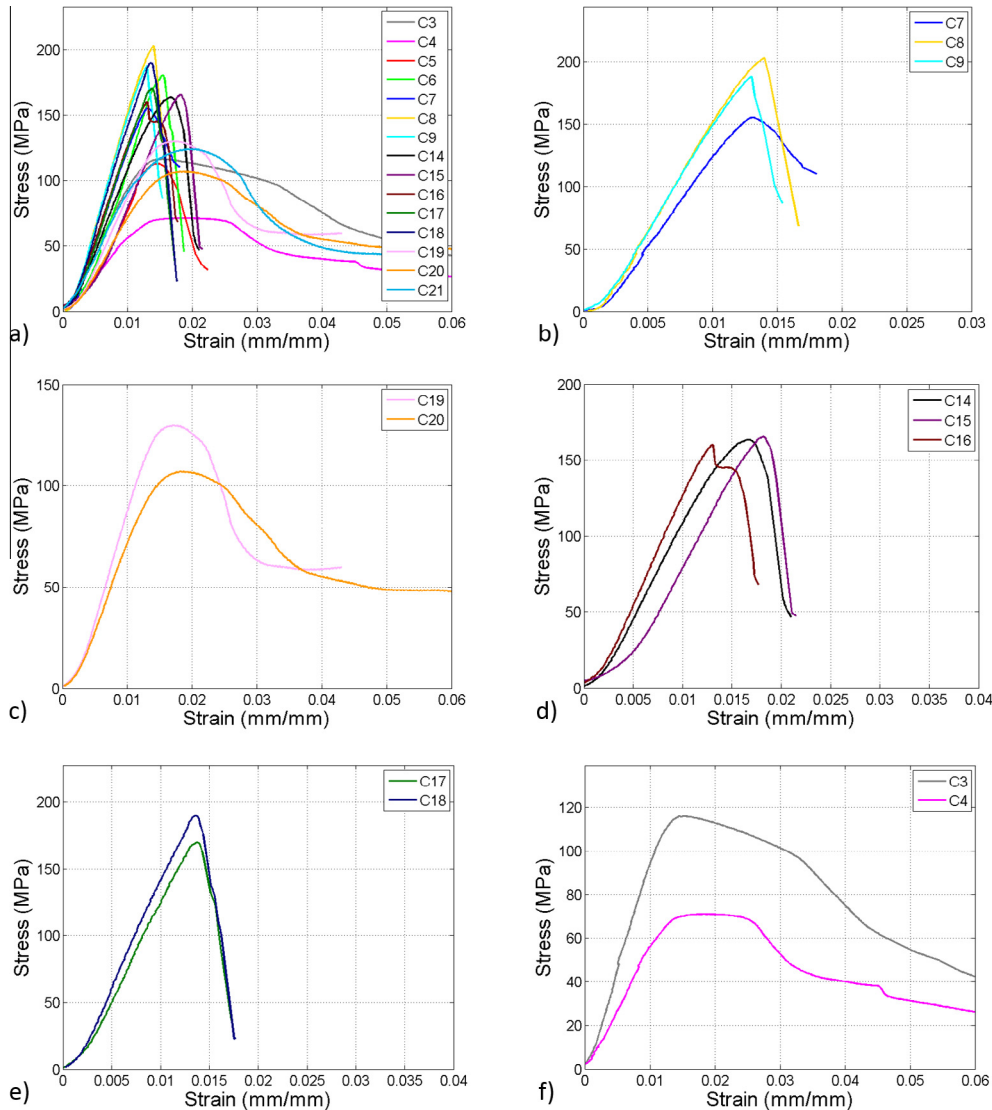 C3
C4
C5
C6
C7
C8
C9
C14
C15
C16
C17
C18
C19
C20
C21
200
150
100
50
0
Stress (MPa)
0 0.01 0.02 0.03 0.04 0.05 0.06
Strain (mm/mm)
a)
C7
C8
C9
200
150
100
50
0
Stress (MPa)
0 0.005 0.01 0.015 0.02 0.025 0.03
Strain (mm/mm)
b)
C19
C20
150
100
50
0
Stress (MPa)
0 0.01 0.02 0.03 0.04 0.05 0.06
Strain (mm/mm)
c)
C14
C15
C16
200
150
100
50
0
Stress (MPa)
0 0.005 0.01 0.015 0.02 0.025 0.03 0.035 0.04
Strain (mm/mm)
d)
C17
C18
200
150
100
50
0
Stress (MPa)
0 0.005 0.01 0.015 0.02 0.025 0.03 0.035 0.04
Strain (mm/mm)
e)
C3
C4
120
100
80
60
40
20
0
Stress (MPa)
0 0.01 0.02 0.03 0.04 0.05 0.06
Strain (mm/mm)
f)